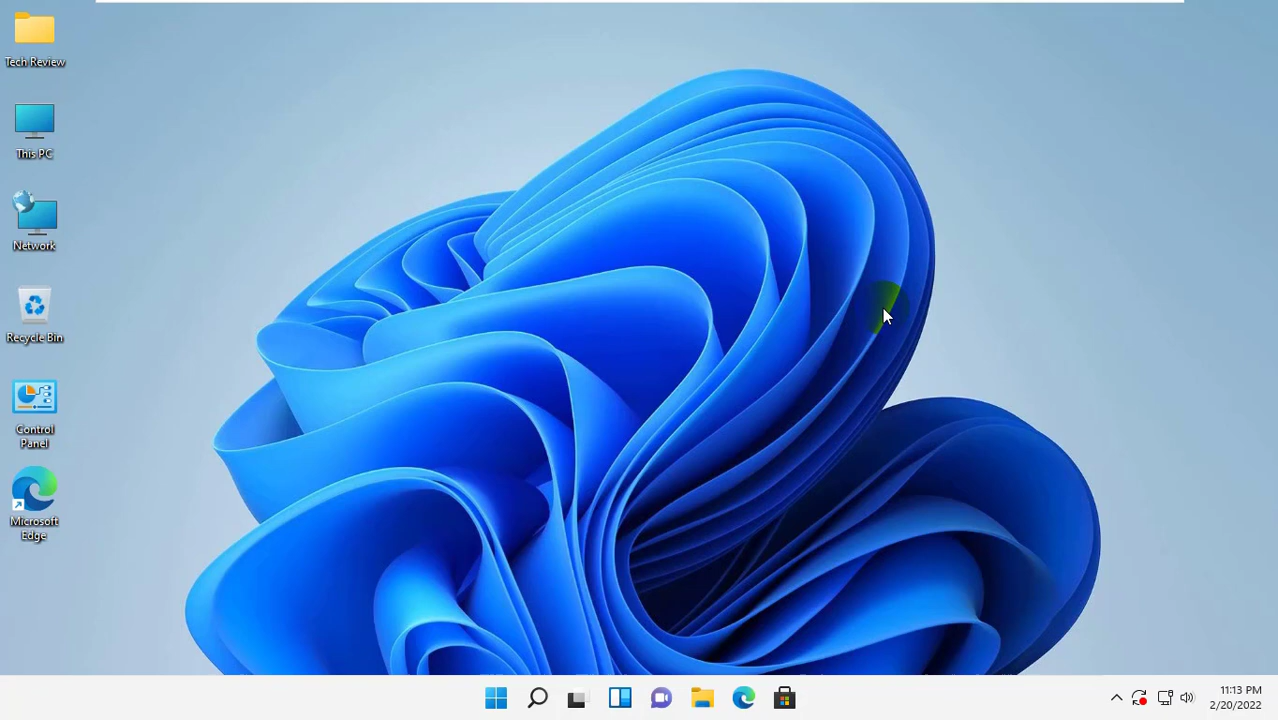 Tech Review
This PC
Network
Recycle Bin
Control
Panel
Microsoft
Edge
11:13 PM
2/20/2022